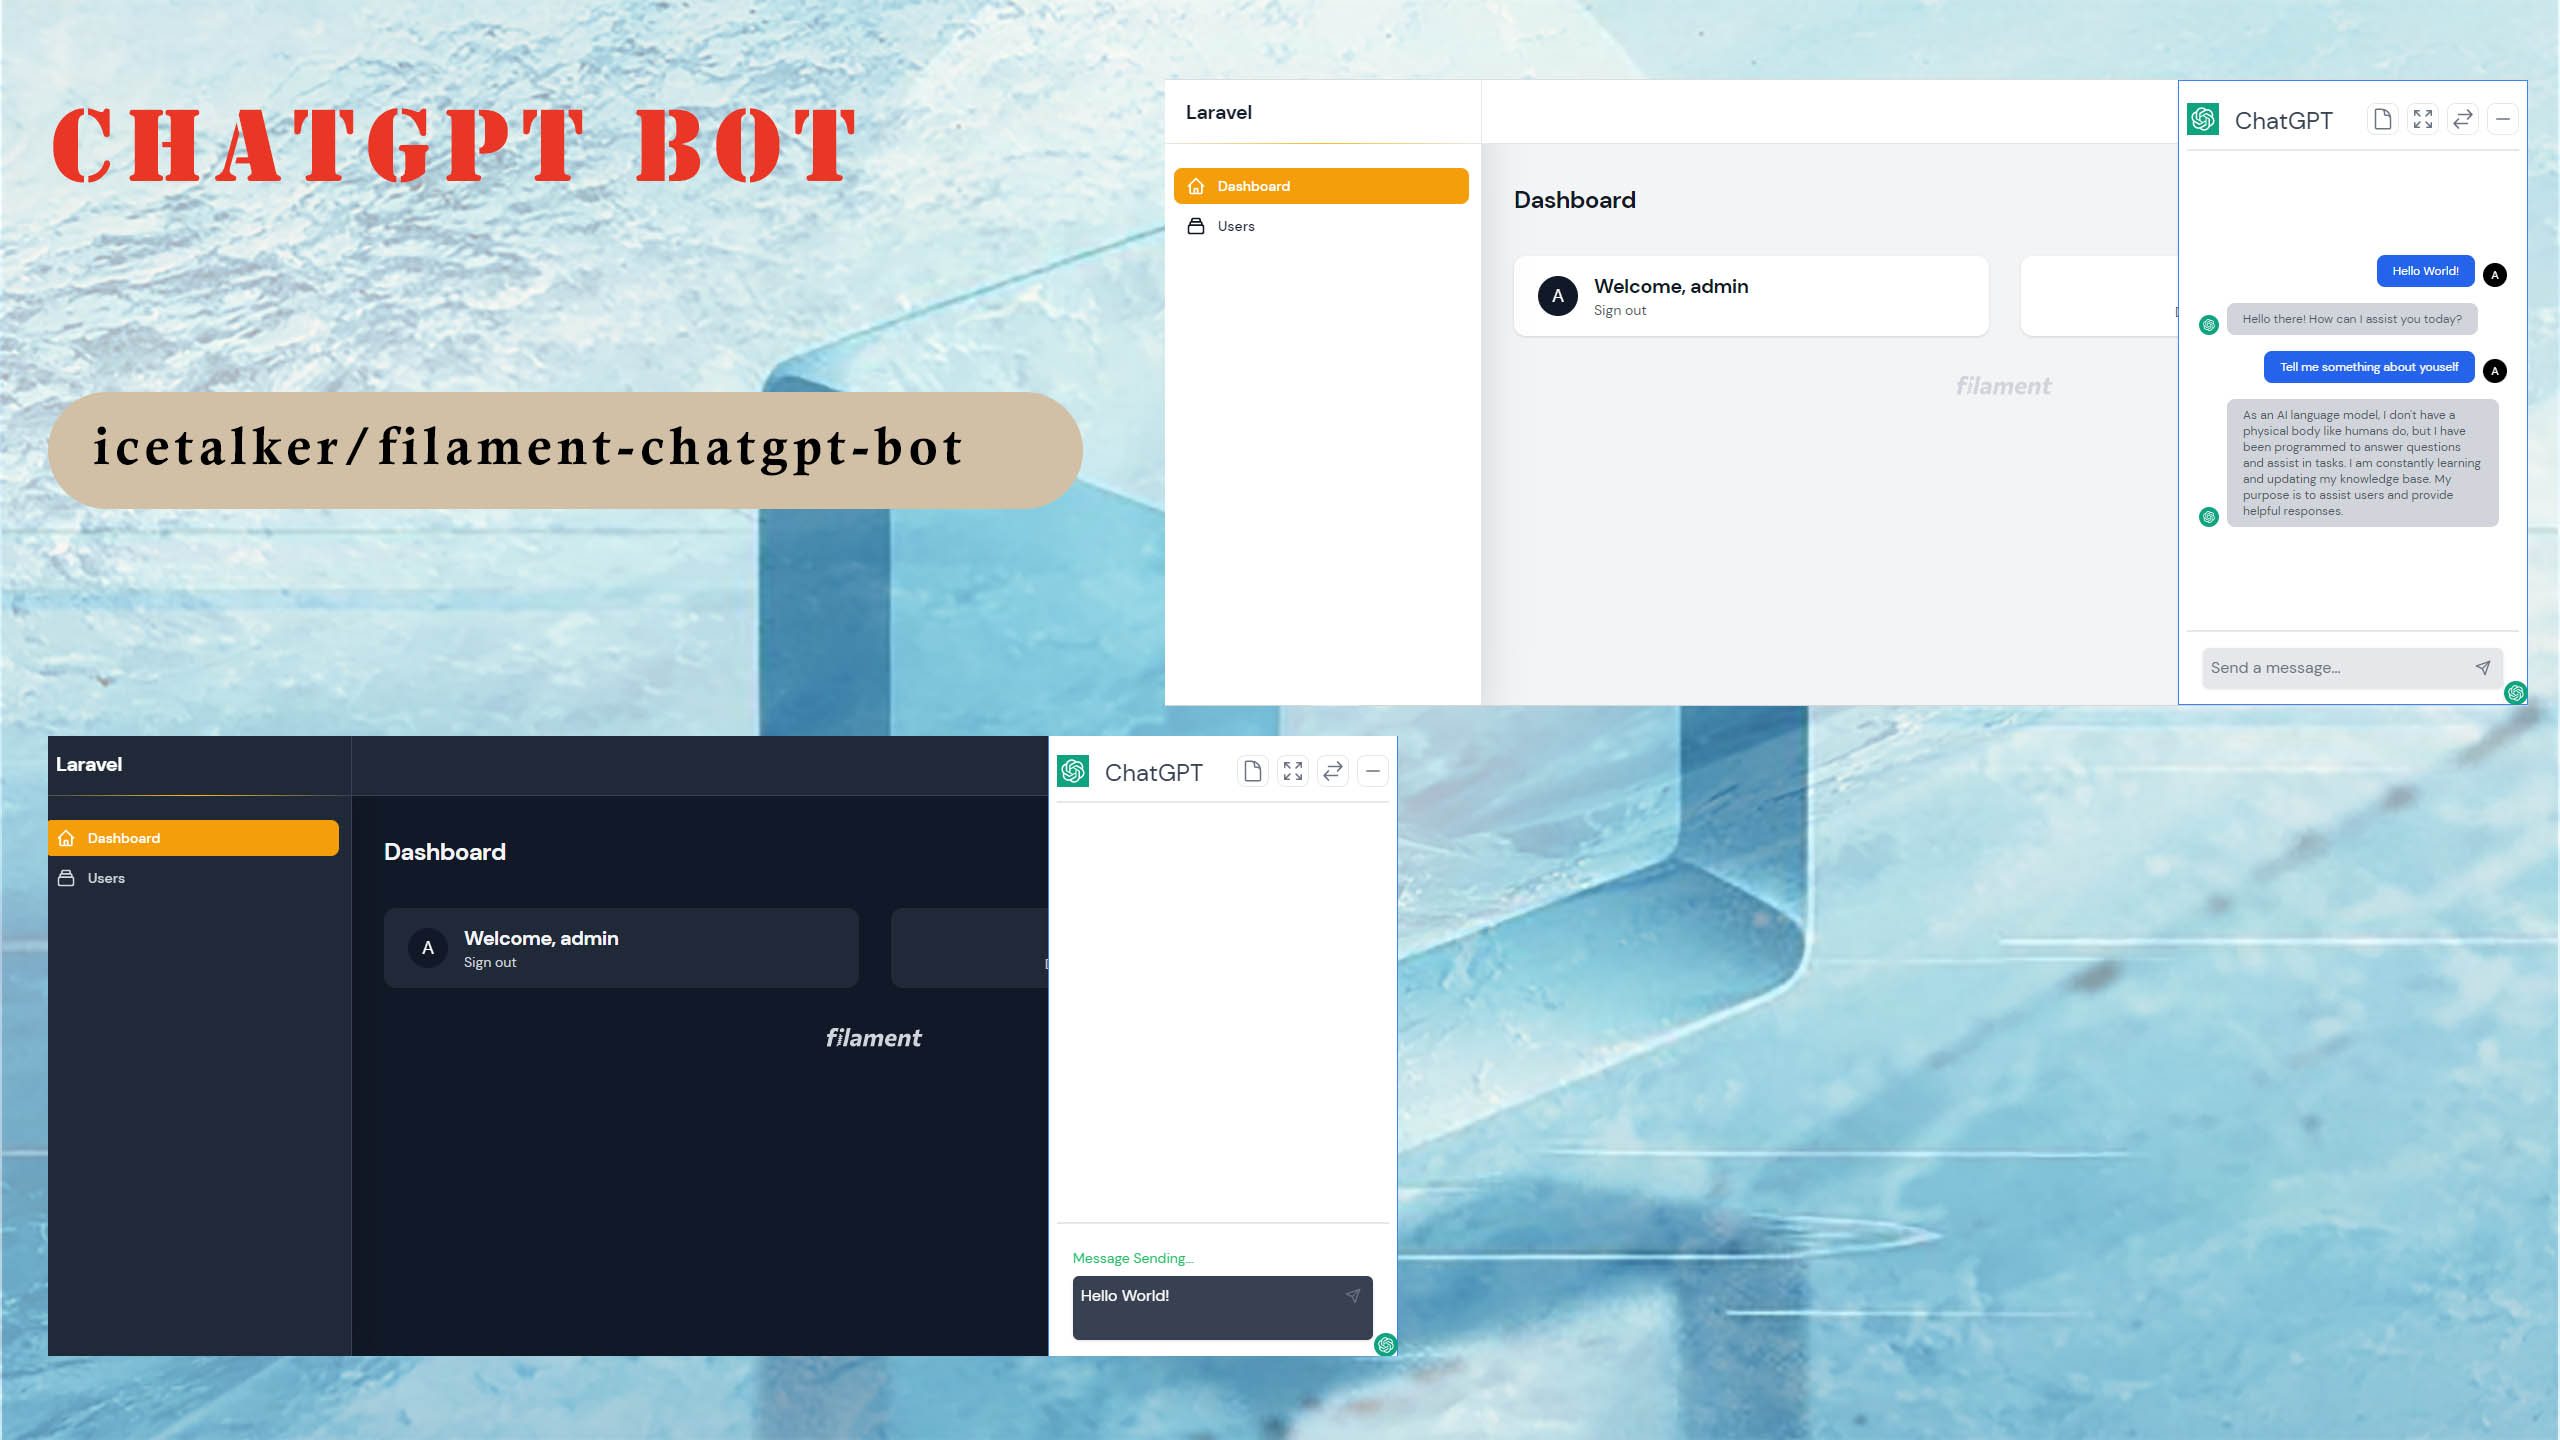 CHATGPT BOT
icetalker/filament-chatgpt-bot
Laravel
Dashboard
Users
Dashboard
A
Welcome, admin
Sign out
filament
ChatGPT
Hello World!
A
Hello there! How can I assist you today?
Tell me something about youself
A
As an AI language model, I don't have a
physical body like humans do, but I have
been programmed to answer questions
and assist in tasks. I am constantly learning
and updating my knowledge base. My
purpose is to assist users and provide
helpful responses.
Send a message...
Laravel
Dashboard
Users
Dashboard
A
Welcome, admin
Sign out
filament
ChatGPT
Message Sending...
Hello World!